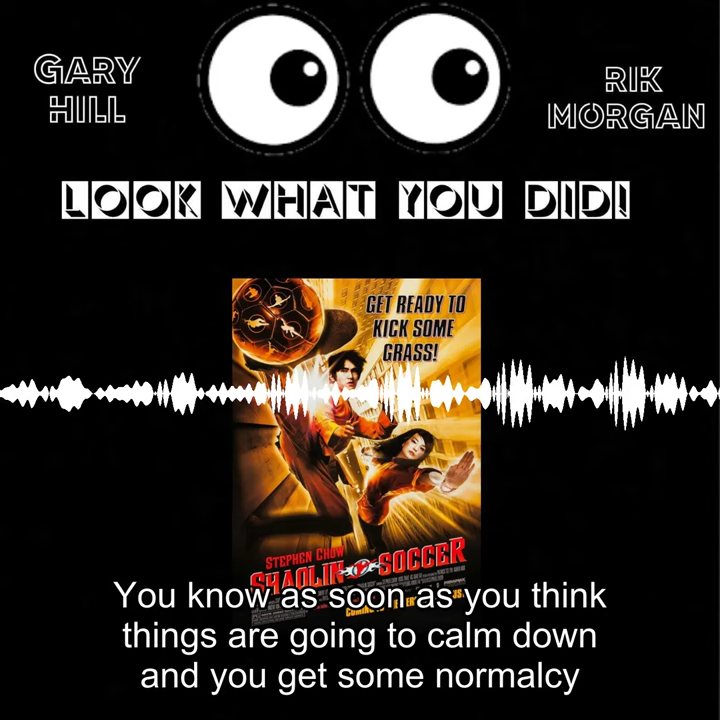 GARY
HILL
RIK
MORGAN
LOOK WHAT YOU DID!
GET READY TO
KICK SOME
GRASS!
STEPHEN CHOW
SHAOLIN SOCCER
You know as soon as you think
things are going to calm down
and you get some normalcy